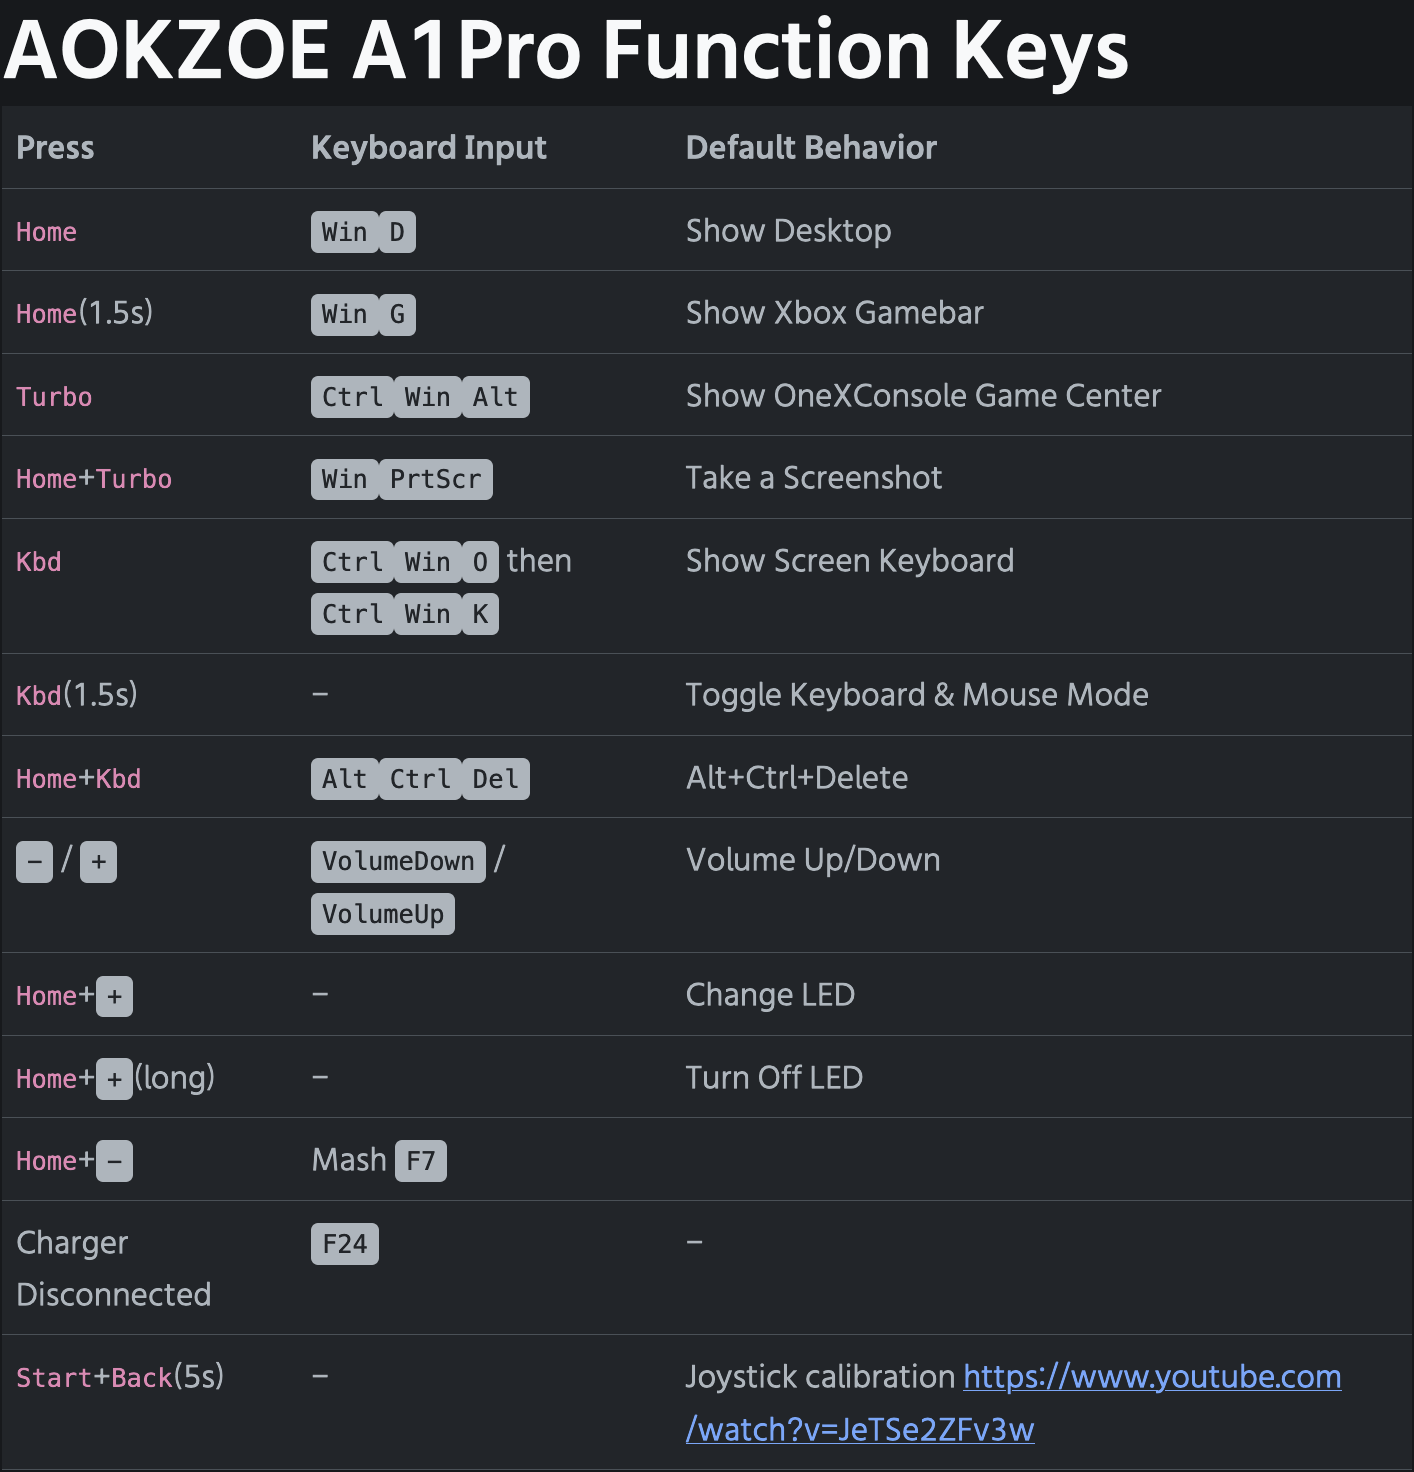 AOKZOE A1 Pro Function Keys
Press Keyboard Input Default Behavior
Home Win D Show Desktop
Home(1.5s) Win G Show Xbox Gamebar
Turbo Ctrl Win Alt Show OneXConsole Game Center
Home+Turbo Win PrtScr Take a Screenshot
Kbd Ctrl Win O then Show Screen Keyboard
Ctrl Win K
Kbd(1.5s) – Toggle Keyboard & Mouse Mode
Home+Kbd Alt Ctrl Del Alt+Ctrl+Delete
− / + VolumeDown / Volume Up/Down
VolumeUp
Home++ – Change LED
Home++(long) – Turn Off LED
Home+− Mash F7
Charger F24 –
Disconnected
Start+Back(5s) – Joystick calibration https://www.youtube.com
/watch?v=JeTSe2ZFv3w